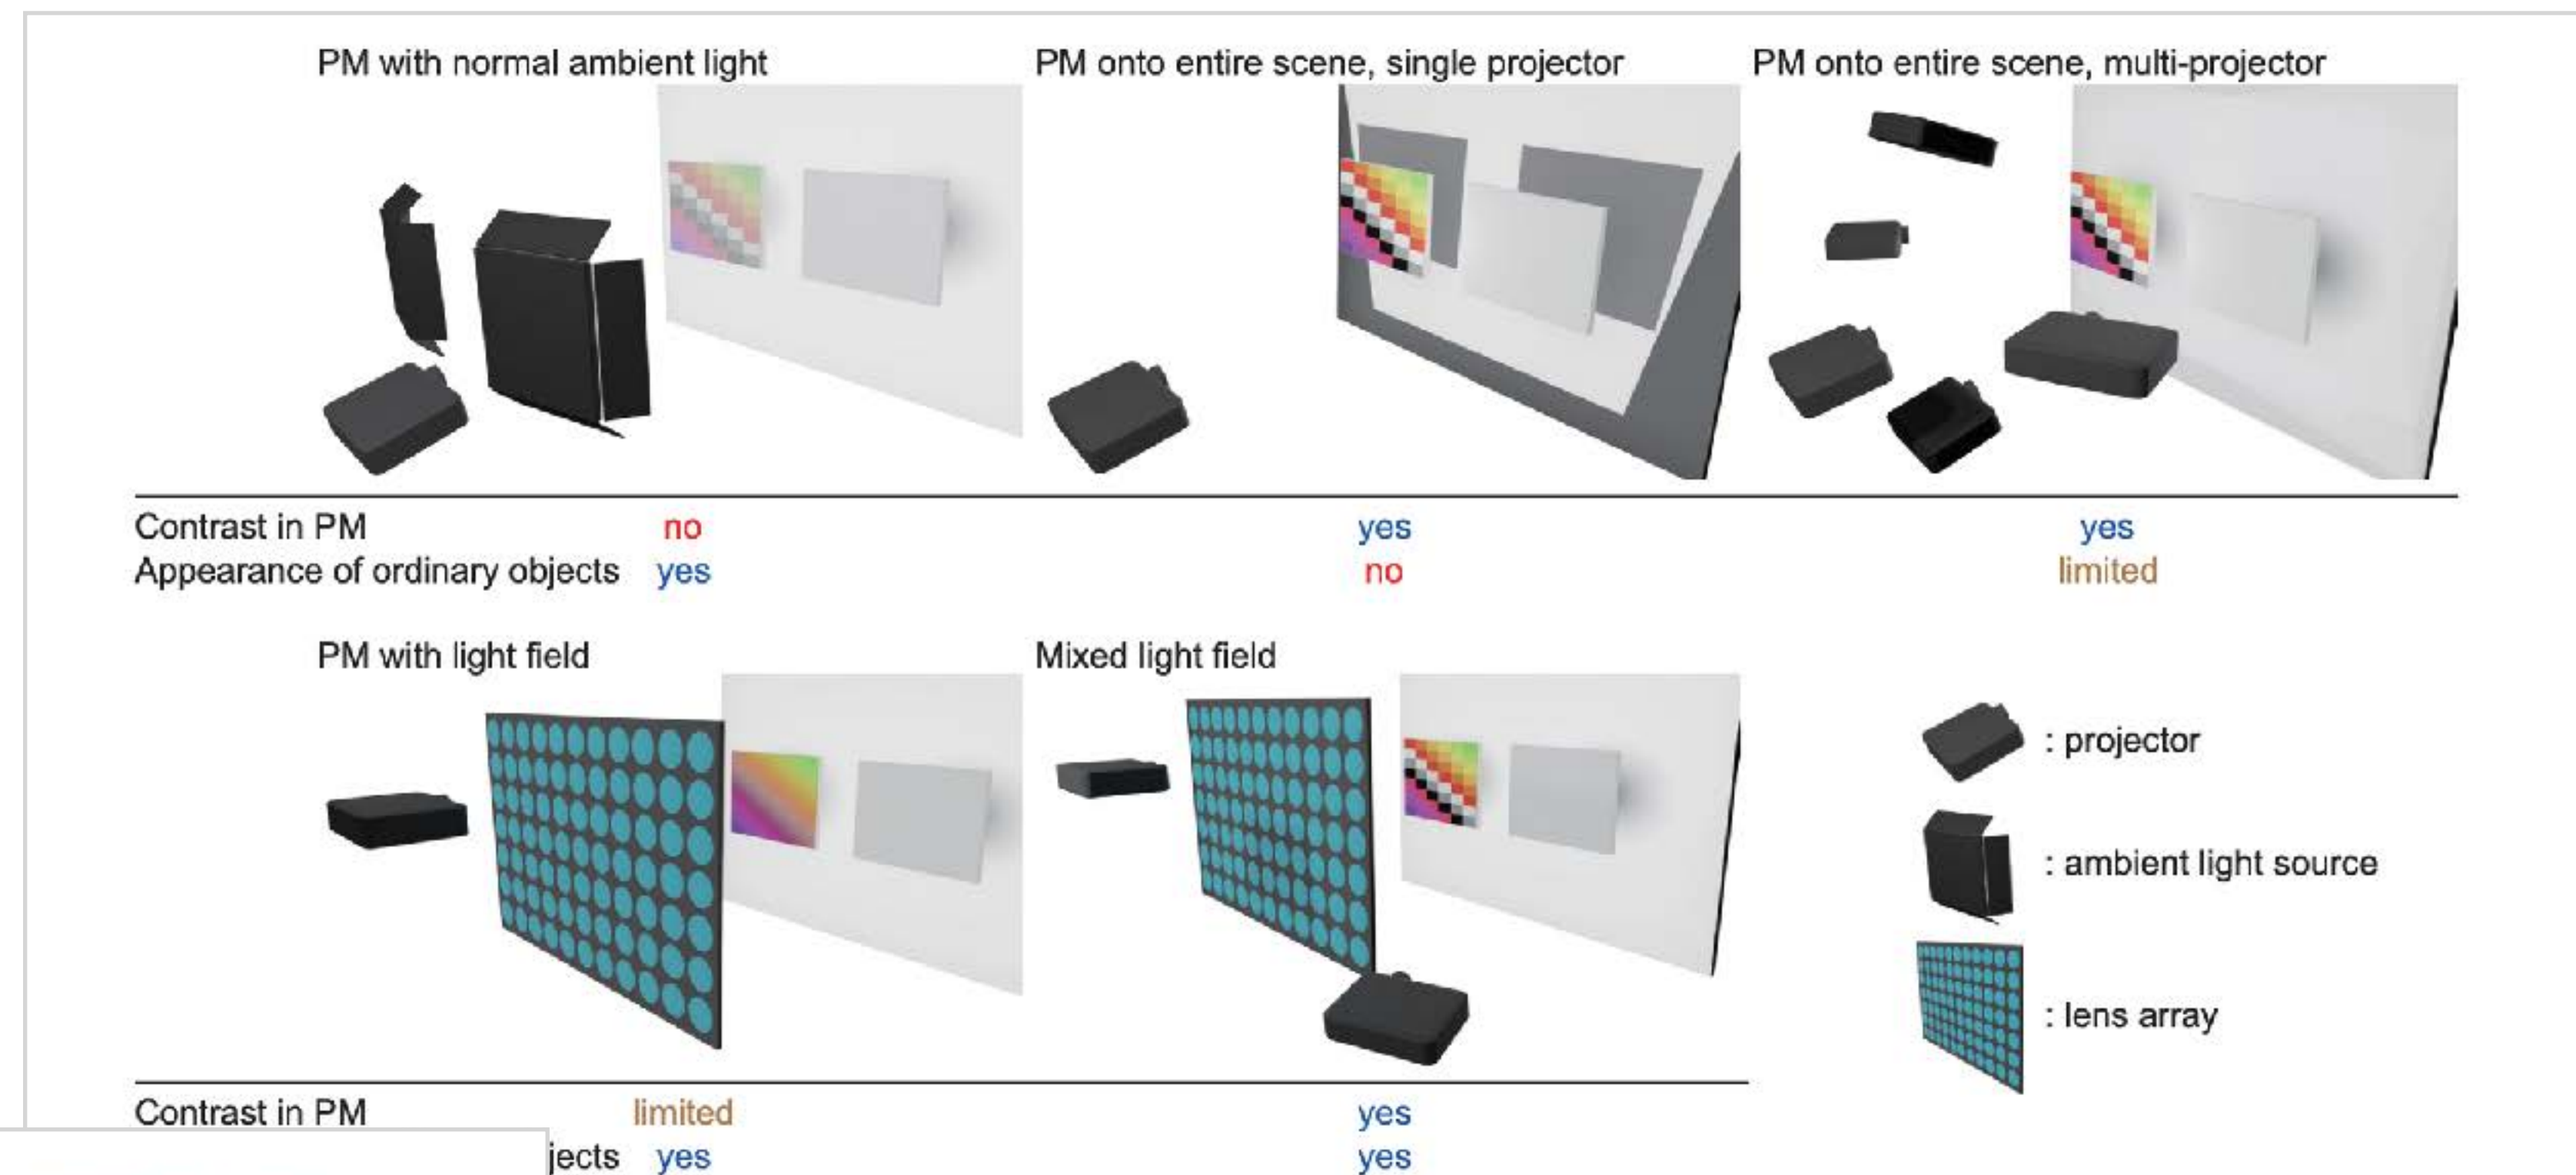 PM with normal ambient light
PM onto entire scene, single projector
PM onto entire scene, multi-projector
Contrast in PM no yes yes
Appearance of ordinary objects yes no limited
PM with light field
Mixed light field
: projector
: ambient light source
: lens array
Contrast in PM limited yes
jects yes yes